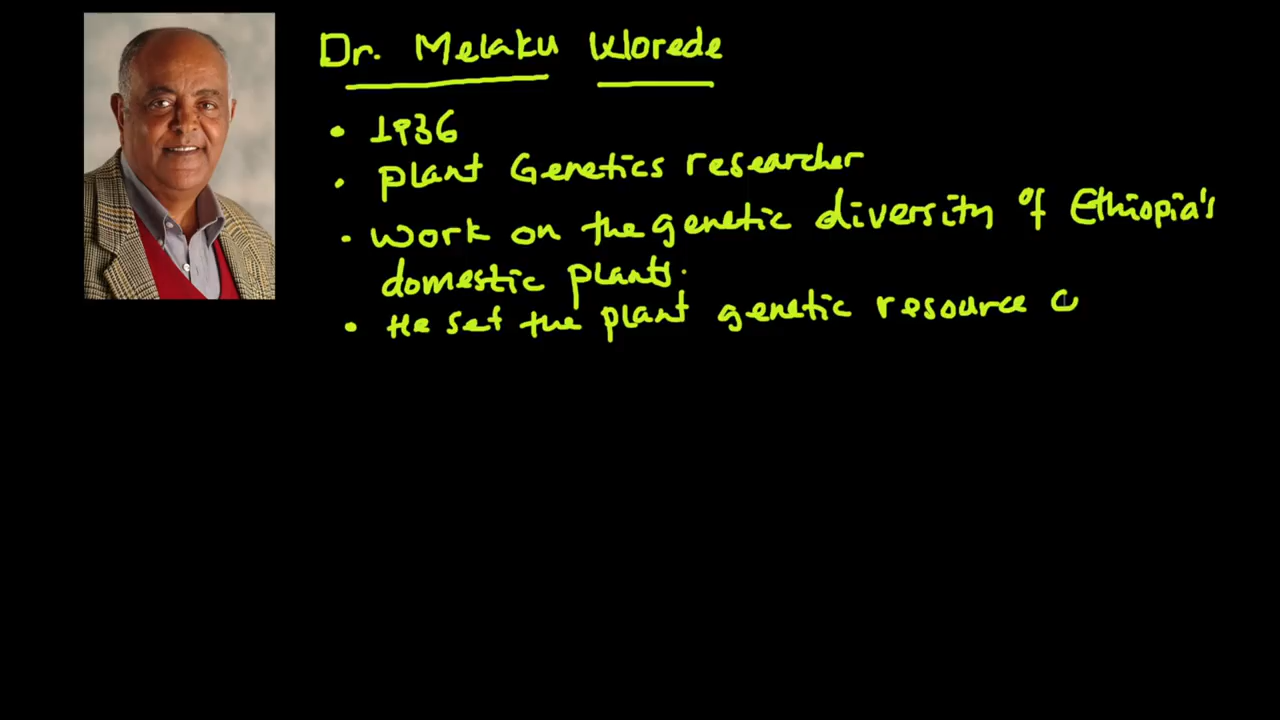 Dr. Melaku Worede
• 1936
• plant Genetics researcher
• work on the genetic diversity of Ethiopia's
domestic plants.
• He set the plant genetic resource c